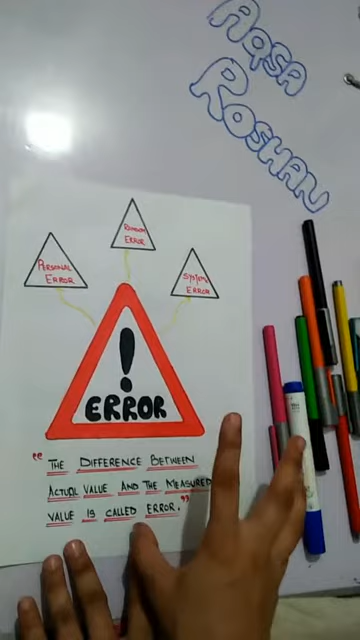 AQSA
ROSHAN
RANDOM
ERROR
PERSONAL
ERROR
SYSTEM
ERROR
!
ERROR
"THE DIFFERENCE BETWEEN
ACTUAL VALUE AND THE MEASURED
VALUE IS CALLED ERROR."